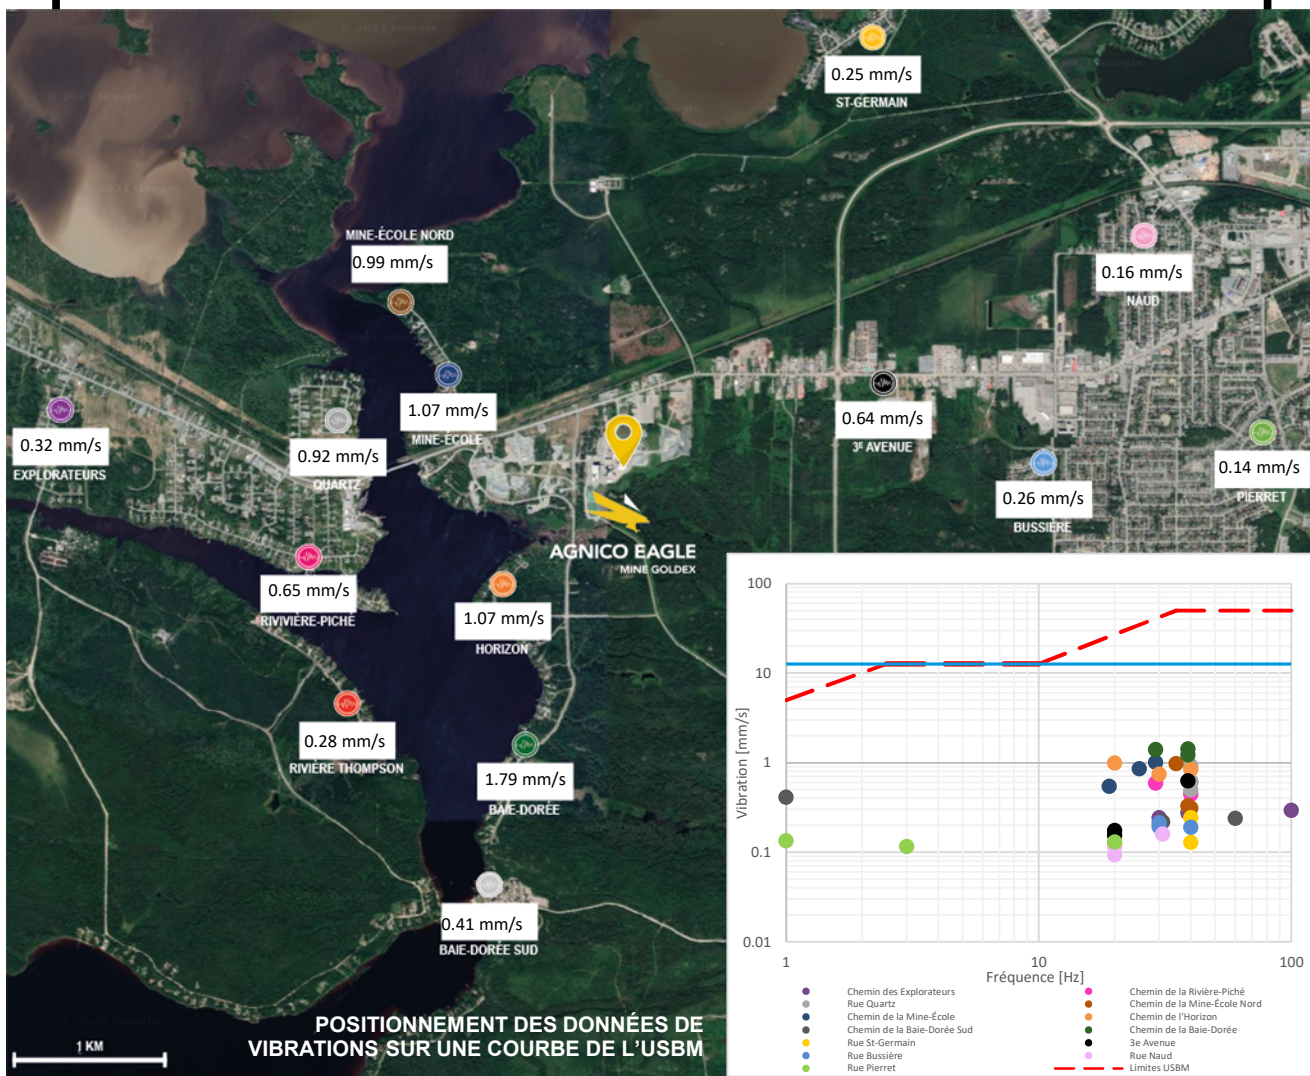 0.25 mm/s
ST-GERMAIN
MINE-ÉCOLE NORD
0.99 mm/s
0.16 mm/s
NAUD
1.07 mm/s
MINE-ÉCOLE
0.32 mm/s
EXPLORATEURS
0.92 mm/s
QUARTZ
0.64 mm/s
3E AVENUE
0.14 mm/s
PIERRET
0.26 mm/s
BUSSIÈRE
AGNICO EAGLE
MINE GOLDEX
0.65 mm/s
RIVIVIÈRE-PICHÉ
1.07 mm/s
HORIZON
0.28 mm/s
RIVIÈRE THOMPSON
1.79 mm/s
BAIE-DORÉE
0.41 mm/s
BAIE-DORÉE SUD
POSITIONNEMENT DES DONNÉES DE
VIBRATIONS SUR UNE COURBE DE L'USBM
1 KM
Vibration [mm/s]
100
10
1
0.1
0.01
1
10
100
Fréquence [Hz]
Chemin des Explorateurs
Chemin de la Rivière-Piché
Rue Quartz
Chemin de la Mine-École Nord
Chemin de la Mine-École
Chemin de l'Horizon
Chemin de la Baie-Dorée Sud
Chemin de la Baie-Dorée
Rue St-Germain
3e Avenue
Rue Bussière
Rue Naud
Rue Pierret
Limites USBM